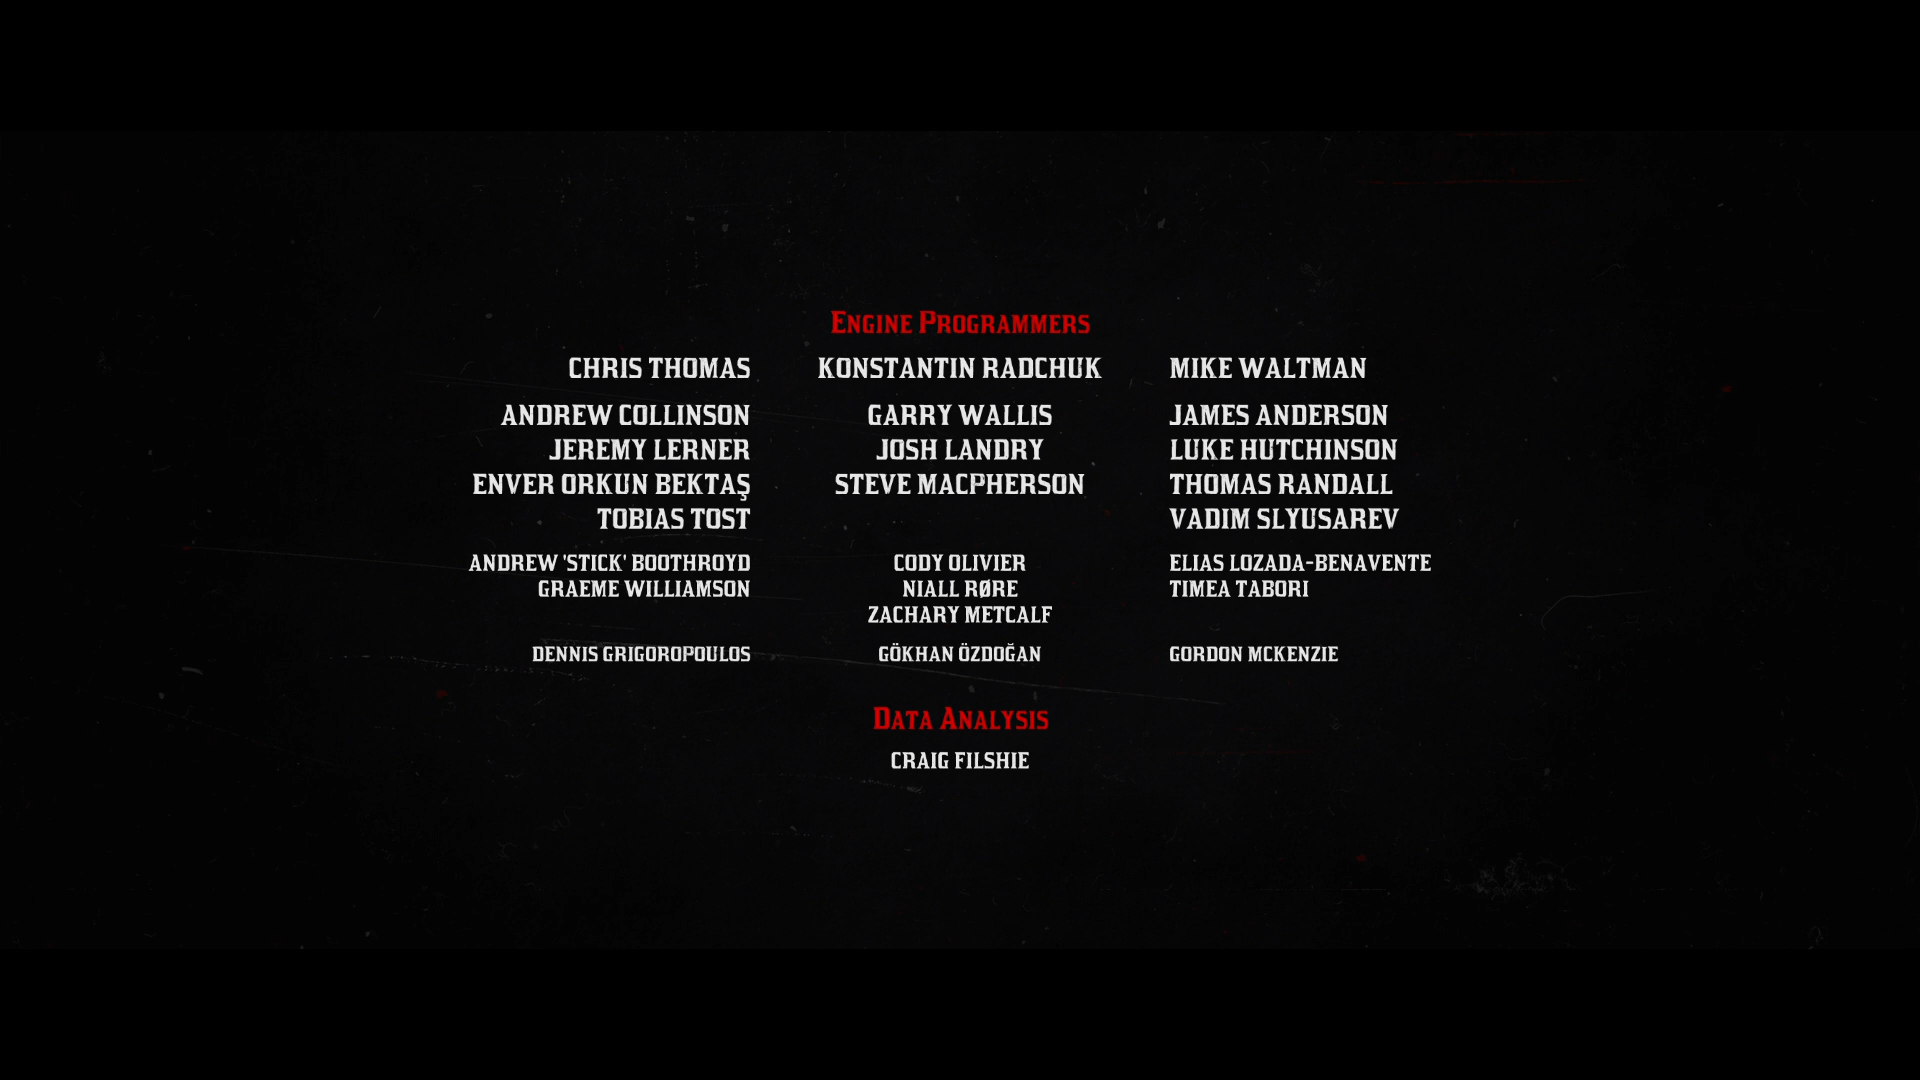 Engine Programmers
CHRIS THOMAS KONSTANTIN RADCHUK MIKE WALTMAN
ANDREW COLLINSON GARRY WALLIS JAMES ANDERSON
JEREMY LERNER JOSH LANDRY LUKE HUTCHINSON
ENVER ORKUN BEKTAŞ STEVE MACPHERSON THOMAS RANDALL
TOBIAS TOST VADIM SLYUSAREV
ANDREW 'STICK' BOOTHROYD CODY OLIVIER ELIAS LOZADA-BENAVENTE
GRAEME WILLIAMSON NIALL RØRE TIMEA TABORI
ZACHARY METCALF
DENNIS GRIGOROPOULOS GÖKHAN ÖZDOĞAN GORDON MCKENZIE
Data Analysis
CRAIG FILSHIE